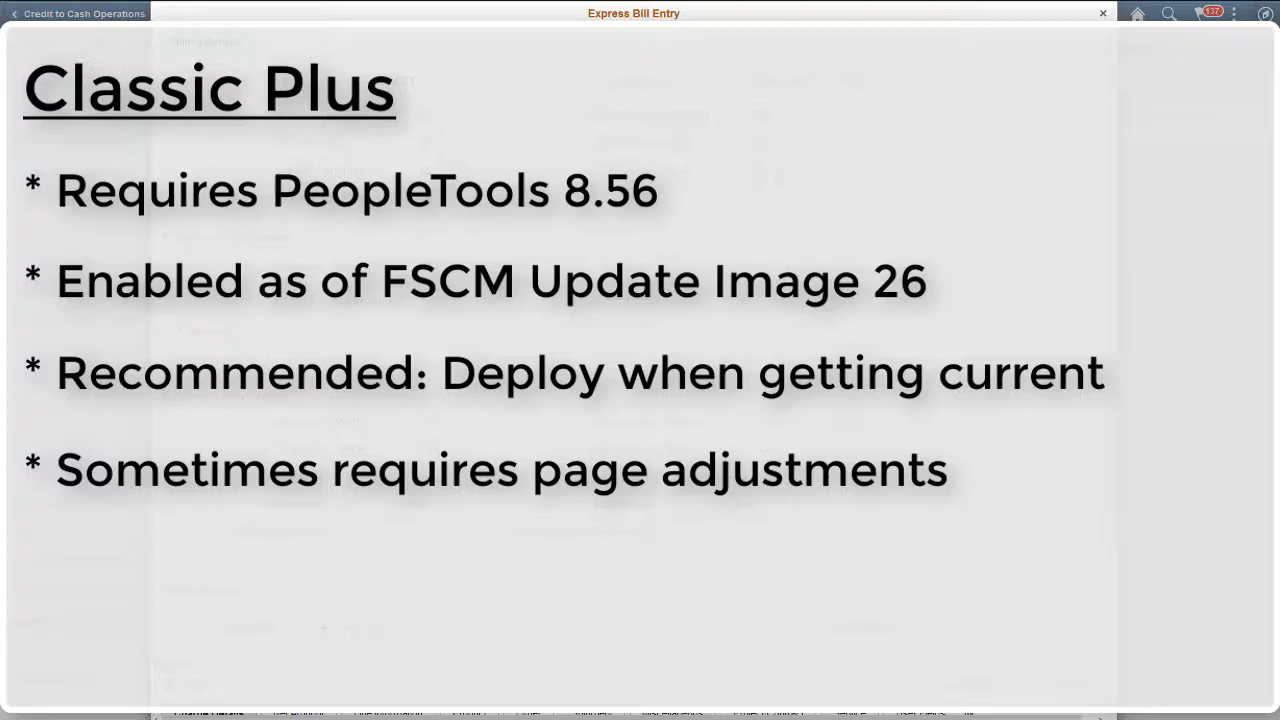 Credit to Cash Operations
Express Bill Entry
137
Classic Plus
* Requires PeopleTools 8.56
* Enabled as of FSCM Update Image 26
* Recommended: Deploy when getting current
* Sometimes requires page adjustments